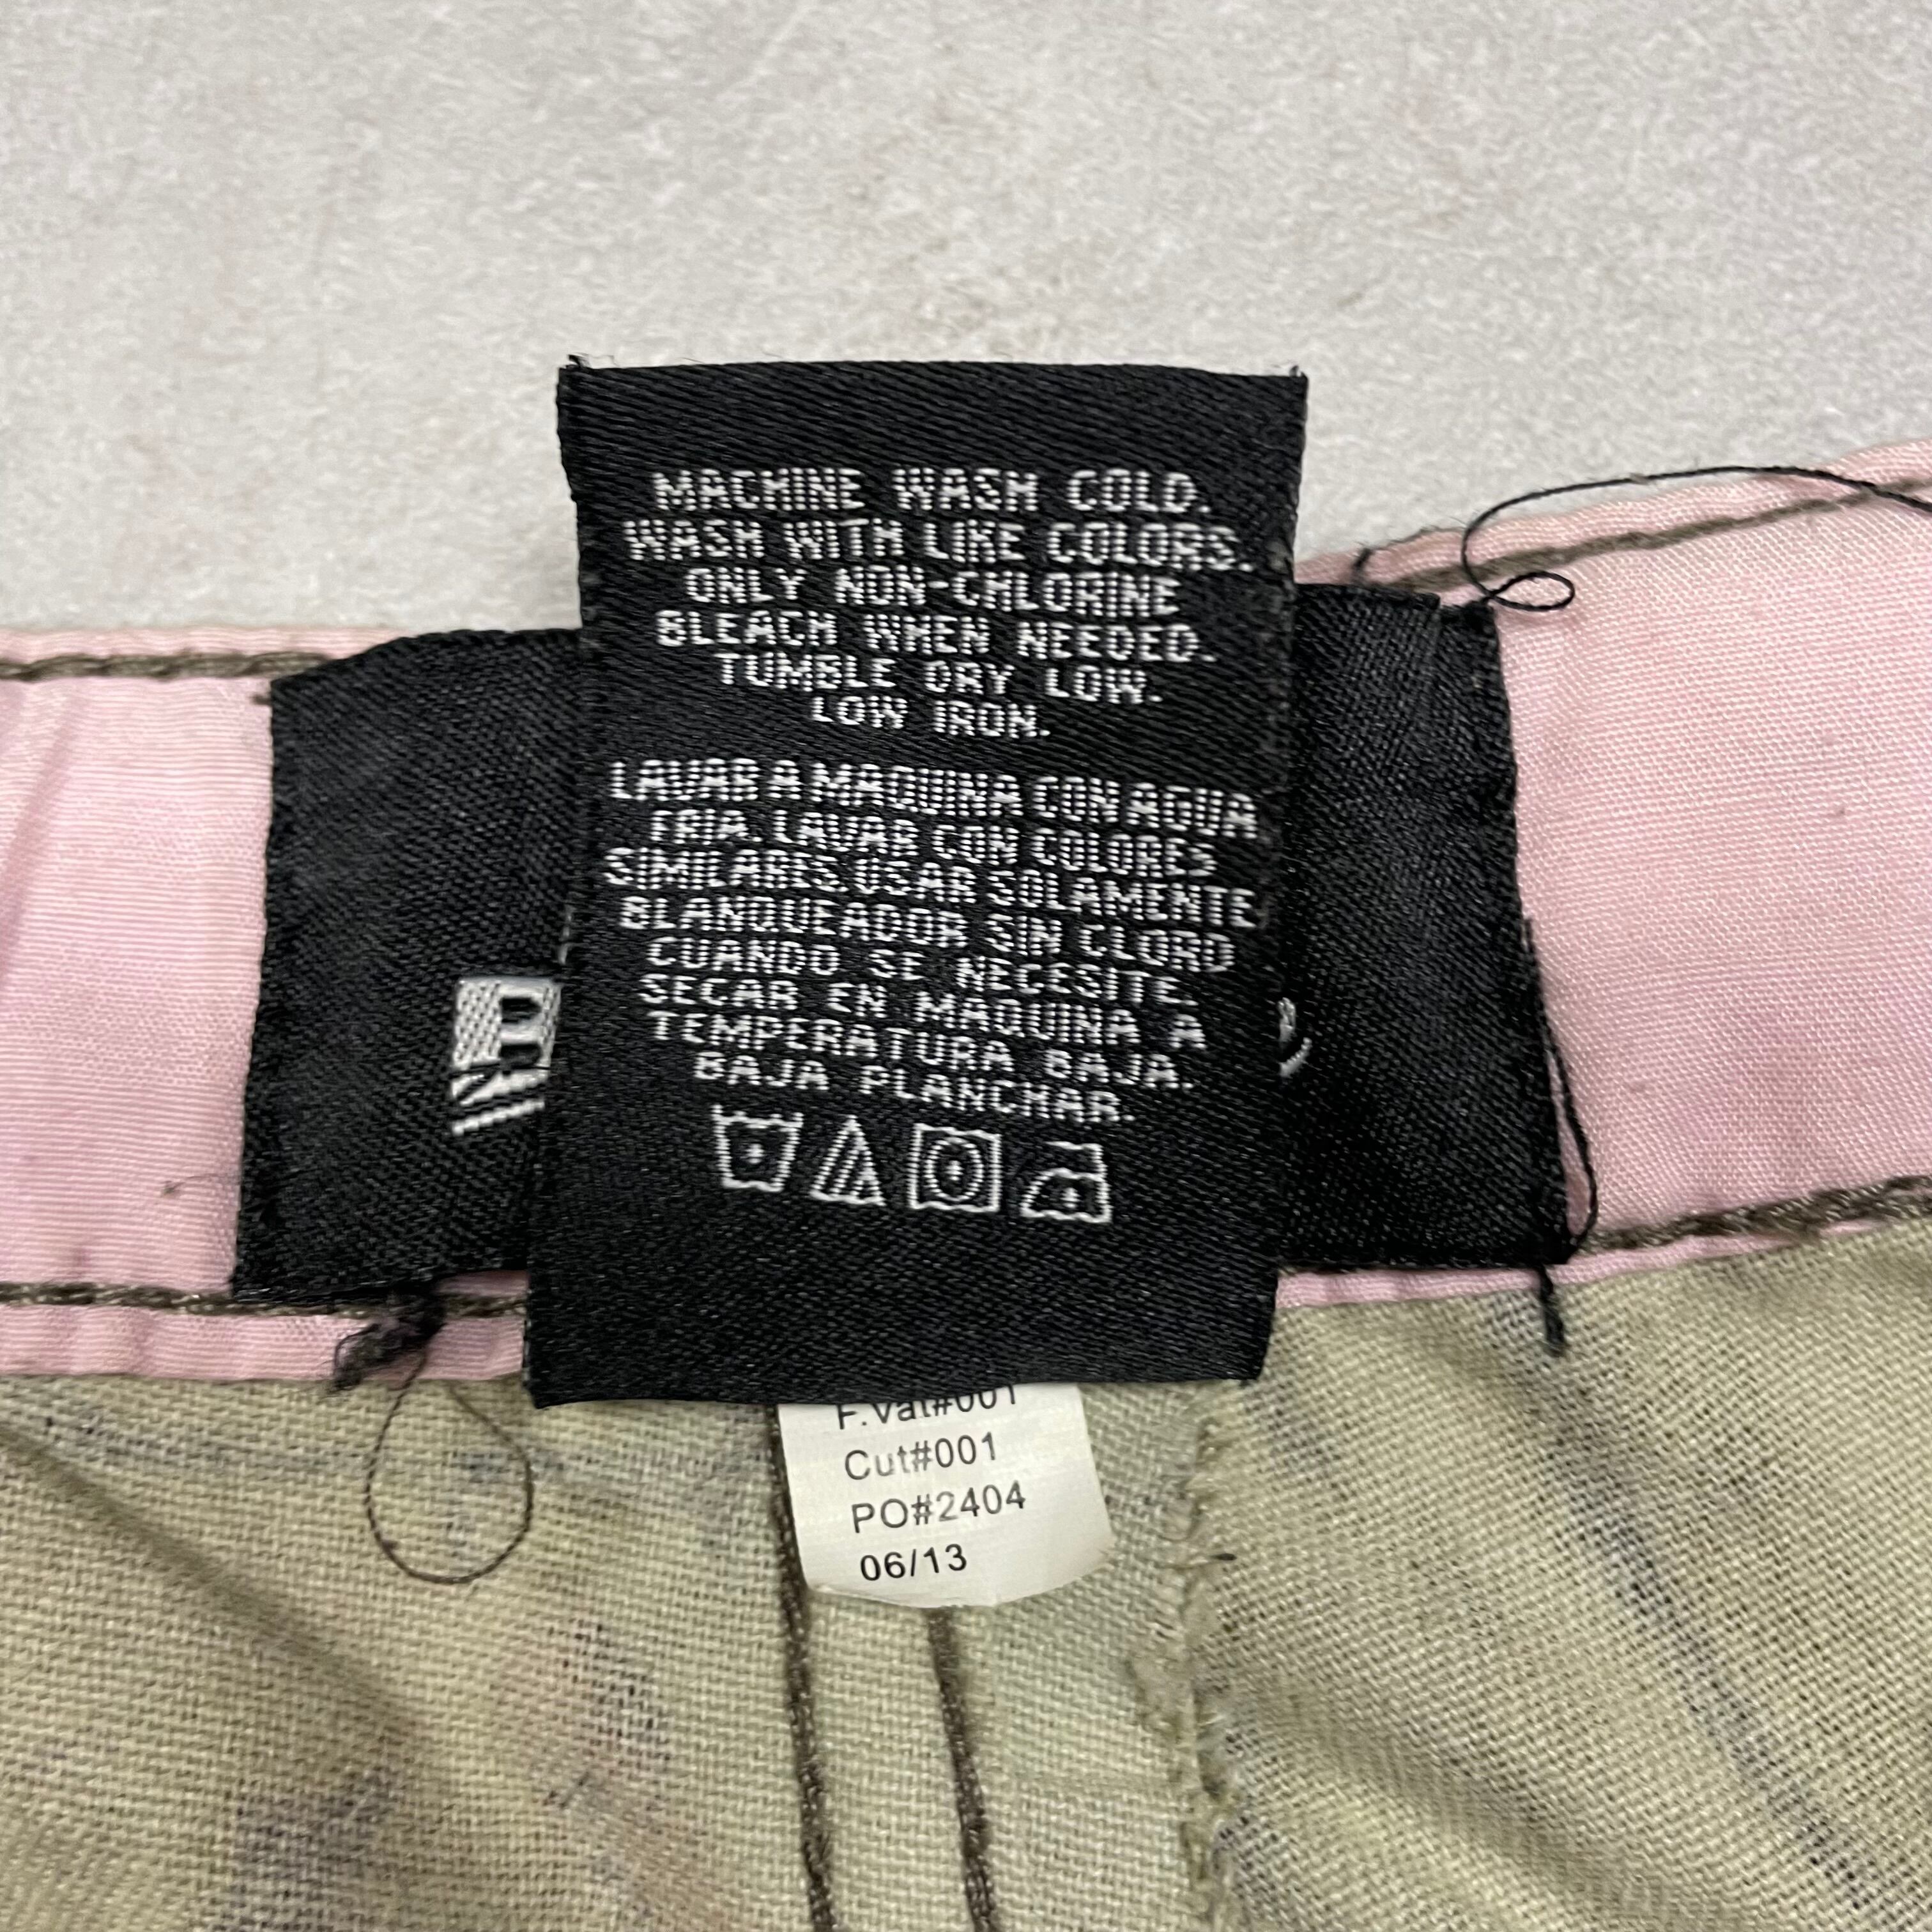 MACHINE WASH COLD.
WASH WITH LIKE COLORS.
ONLY NON-CHLORINE
BLEACH WHEN NEEDED.
TUMBLE DRY LOW.
LOW IRON.
LAVAR A MAQUINA CON AGUA
FRIA. LAVAR CON COLORES
SIMILARES. USAR SOLAMENTE
BLANQUEADOR SIN CLORO
CUANDO SE NECESITE.
SECAR EN MAQUINA A
TEMPERATURA BAJA.
BAJA PLANCHAR.
R
F.Vat#001
Cut#001
PO#2404
06/13